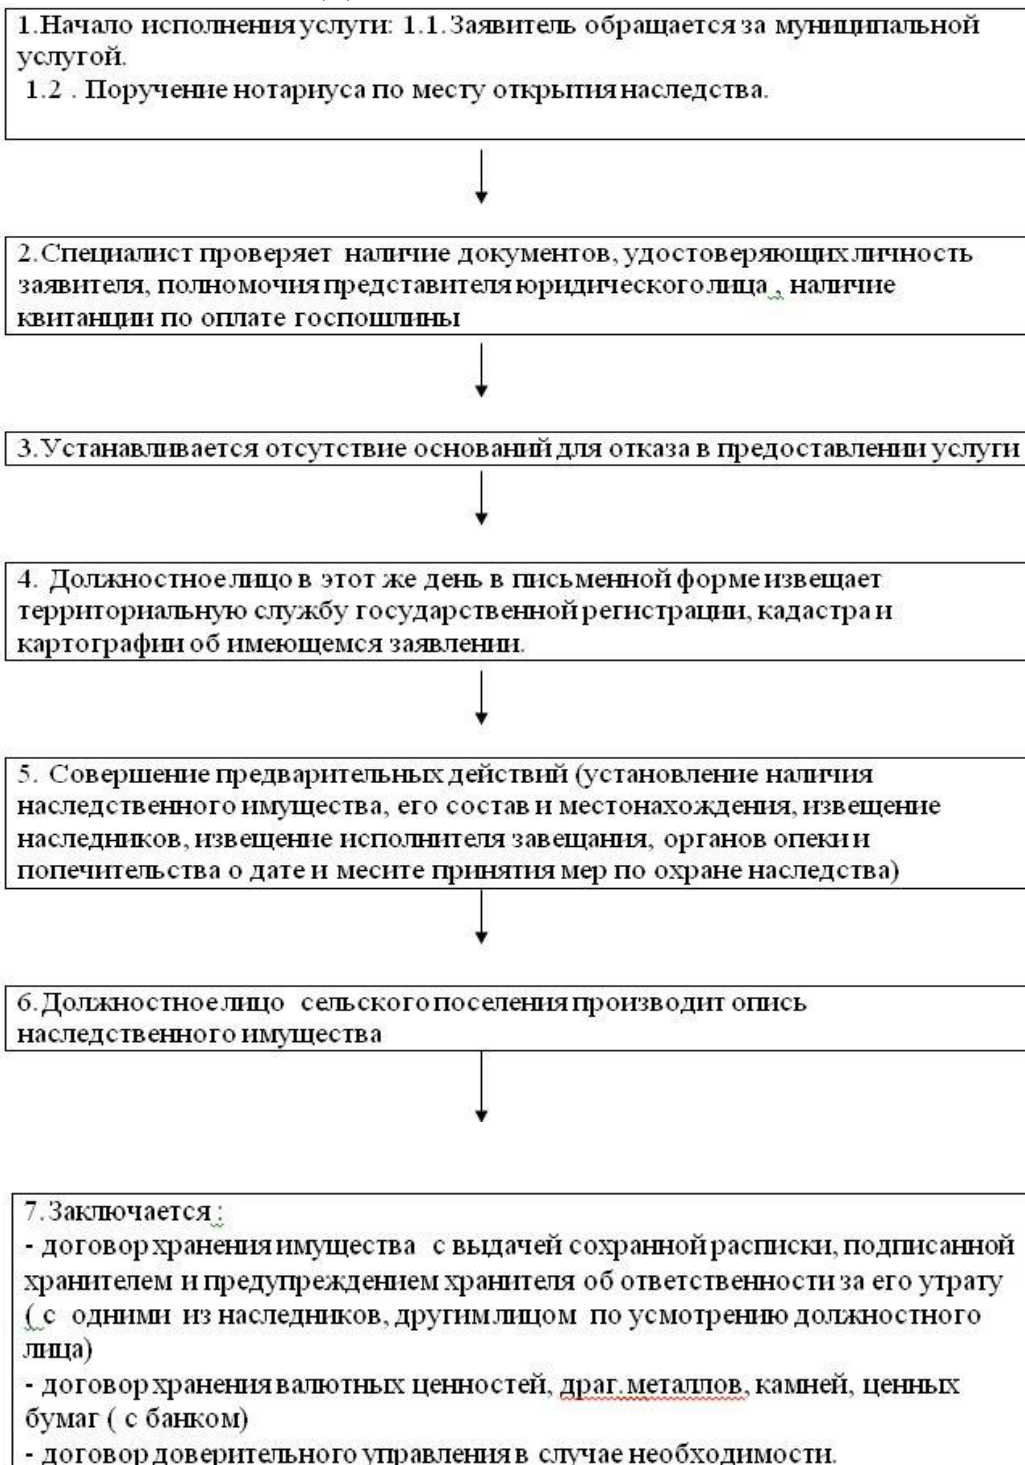 1.Начало исполнения услуги: 1.1.Заявитель обращается за муниципальной
услугой.
1.2 . Поручение нотариуса по месту открытия наследства.
2.Специалист проверяет наличие документов, удостоверяющих личность
заявителя, полномочия представителя юридического лица , наличие
квитанции по оплате госпошлины
3.Устанавливается отсутствие оснований для отказа в предоставлении услуги
4. Должностное лицо в этот же день в письменной форме извещает
территориальную службу государственной регистрации, кадастра и
картографии об имеющемся заявлении.
5. Совершение предварительных действий (установление наличия
наследственного имущества, его состав и местонахождения, извещение
наследников, извещение исполнителя завещания, органов опеки и
попечительства о дате и месите принятия мер по охране наследства)
6.Должностное лицо сельского поселения производит опись
наследственного имущества
7.Заключается :
- договор хранения имущества с выдачей сохранной расписки, подписанной
хранителем и предупреждением хранителя об ответственности за его утрату
( с одними из наследников, другим лицом по усмотрению должностного
лица)
- договор хранения валютных ценностей, драг.металлов, камней, ценных
бумаг ( с банком)
- договор доверительного управления в случае необходимости.